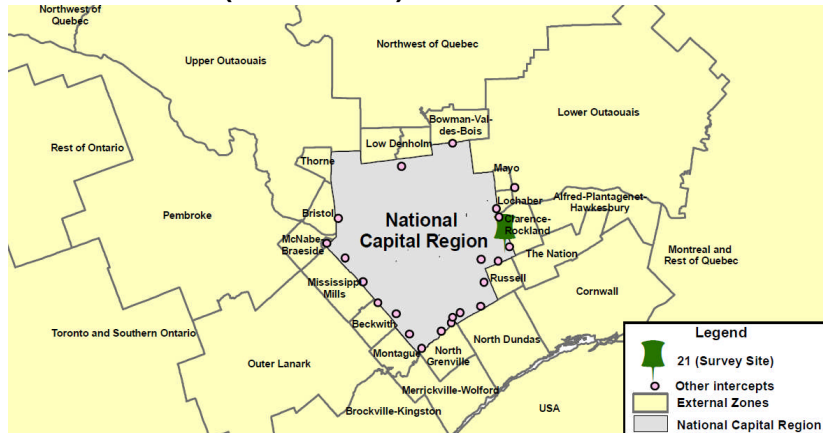 Northwest of
Quebec
Northwest of Quebec
Upper Outaouais
Lower Outaouais
Bowman-Val-
des-Bois
Low Denholm
Rest of Ontario
Thorne
Mayo
Lochaber
Alfred-Plantagenet-
Hawkesbury
Pembroke
Bristol
National
Capital Region
Clarence-
Rockland
McNabe-
Braeside
The Nation
Montreal and
Rest of Quebec
Mississippi
Mills
Russell
Cornwall
Toronto and Southern Ontario
Beckwith
North Dundas
Outer Lanark
Montague
North
Grenville
Merrickville-Wolford
Brockville-Kingston
USA
Legend
21 (Survey Site)
Other intercepts
External Zones
National Capital Region